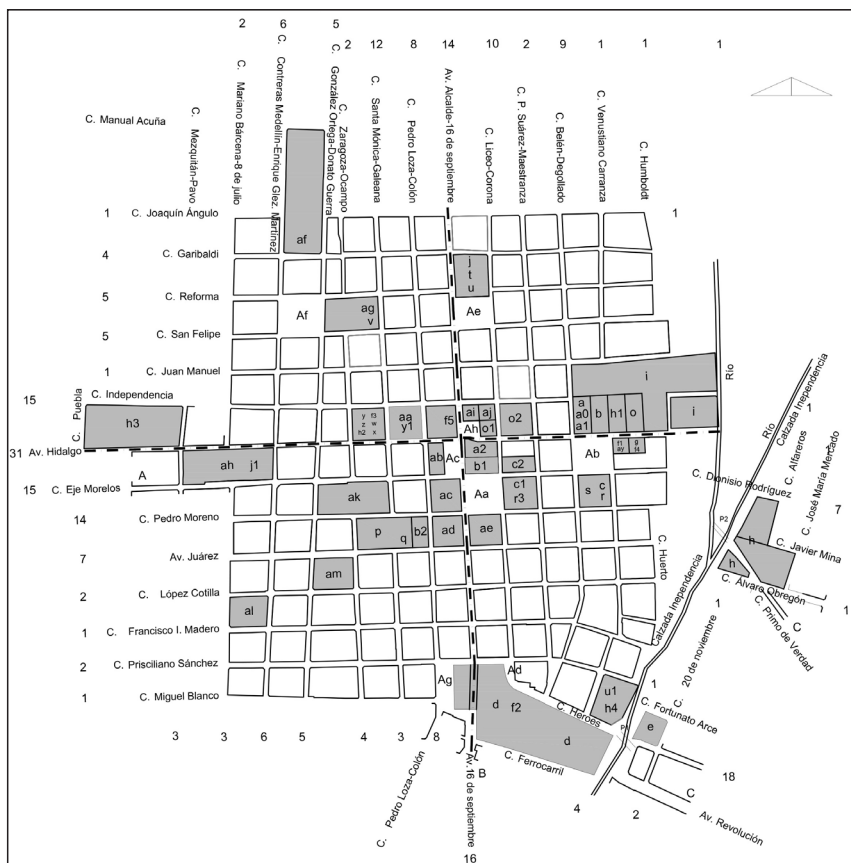 2 6 5 2 12 8 14 10 2 9 1 1 1
C. Mariano Bárcena-8 de julio
C. Contreras Medellín-Enrique Glez. Martínez
C. González Ortega-Donato Guerra
C. Zaragoza-Ocampo
C. Santa Mónica-Galeana
C. Pedro Loza-Colón
Av. Alcalde-16 de septiembre
C. Liceo-Corona
C. P. Suárez-Maestranza
C. Belén-Degollado
C. Venustiano Carranza
C. Humboldt
C. Manual Acuña
C. Mezquitán-Pavo
1 C. Joaquín Ángulo 1
af
4 C. Garibaldi
j
t
u
5 C. Reforma
Af
ag
v
Ae
5 C. San Felipe
1 C. Juan Manuel
i
Río
15 C. Independencia
C. Puebla
h3
y f3
z w
h2 x
aa
y1
f5
ai aj
Ah o1
o2
a
a0
a1
b h1 o i
31 Av. Hidalgo
A
ah j1
ab Ac
a2
b1
c2
Ab
f1 9
ay f4
15 C. Eje Morelos
ak
ac
Aa
c1
r3
s c
r
14 C. Pedro Moreno
p q b2 ad ae
7 Av. Juárez
am
2 C. López Cotilla
al
1 C. Francisco I. Madero
2 C. Prisciliano Sánchez
Ag
Ad
1 C. Miguel Blanco
d f2
d
u1
h4
e
C. Huerto
Calzada Inependencia
Río
Calzada Inependencia
1
C. Alfareros
1
C. José María Mercado
C. Dionisio Rodríguez
7
P2
h
C. Javier Mina
h
C. Álvaro Obregón
1
C
C. Primo de Verdad
1
C. 20 de noviembre
1
C. Fortunato Arce
C. Heroes
C. Ferrocarril
18
C
Av. Revolución
4 2
3 3 6 5 4 3 8
C. Pedro Loza-Colón
B
Av.16 de septiembre
16